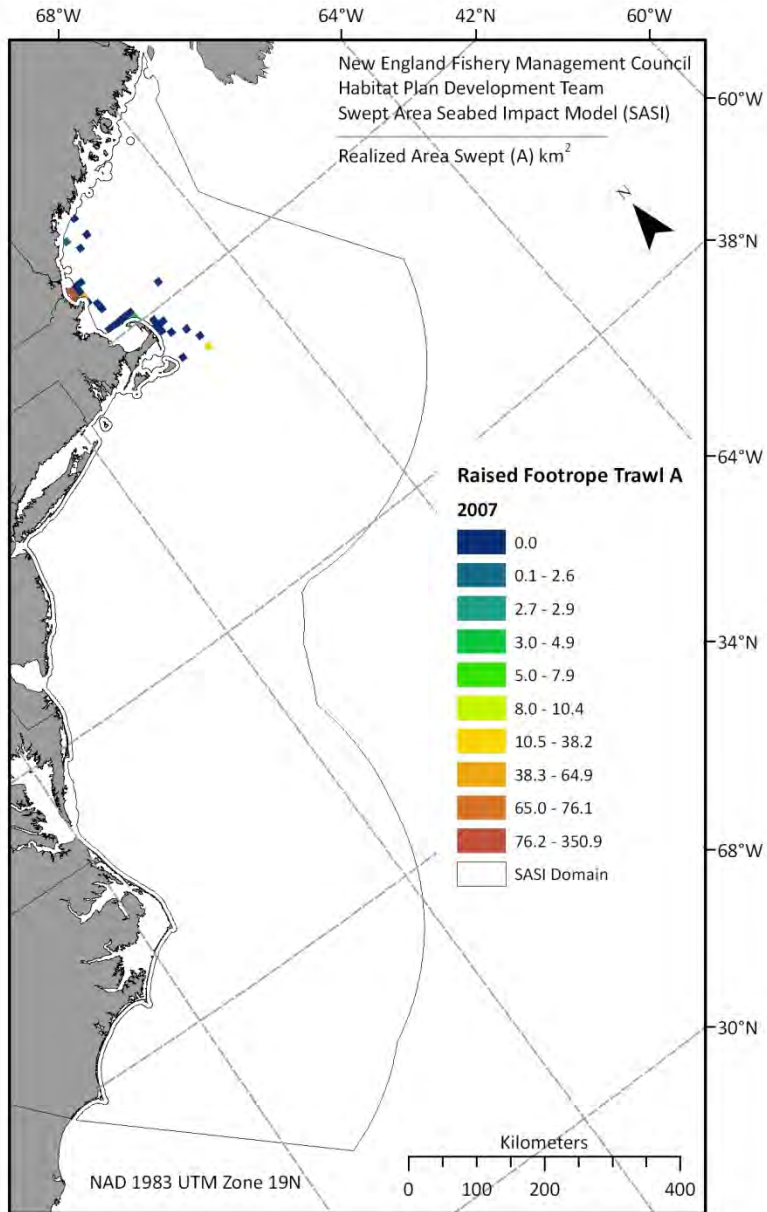 68°W 64°W 42°N 60°W
New England Fishery Management Council
Habitat Plan Development Team
Swept Area Seabed Impact Model (SASI)
Realized Area Swept (A) km²
60°W
N
38°N
64°W
Raised Footrope Trawl A
2007
0.0
0.1 - 2.6
2.7 - 2.9
3.0 - 4.9
5.0 - 7.9
8.0 - 10.4
10.5 - 38.2
38.3 - 64.9
65.0 - 76.1
76.2 - 350.9
SASI Domain
34°N
68°W
30°N
Kilometers
0 100 200 400
NAD 1983 UTM Zone 19N